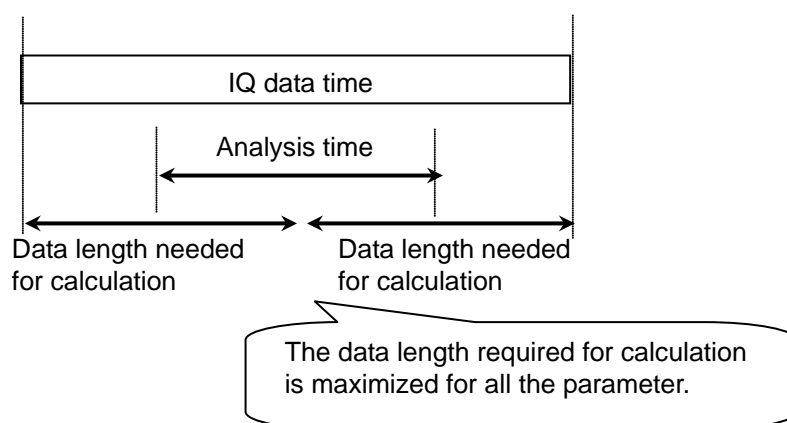 IQ data time
Analysis time
Data length needed
for calculation
Data length needed
for calculation
The data length required for calculation
is maximized for all the parameter.